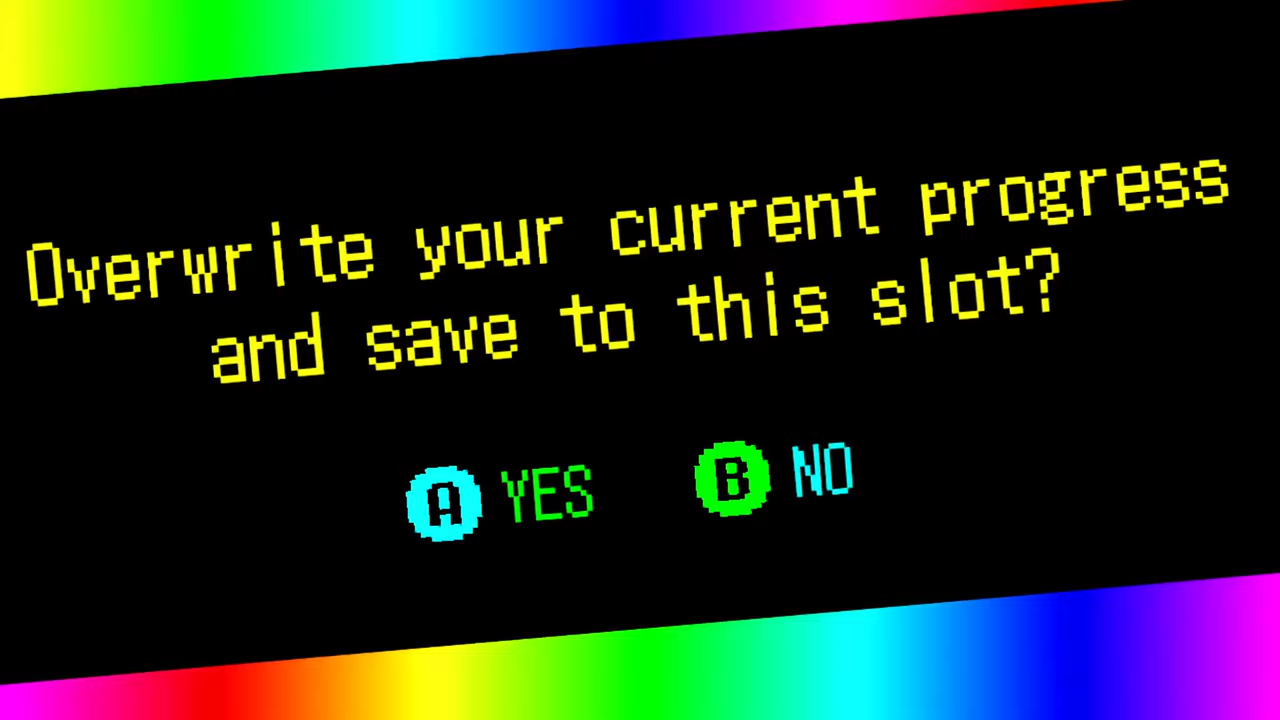 Overwrite your current progress
and save to this slot?
A YES B NO